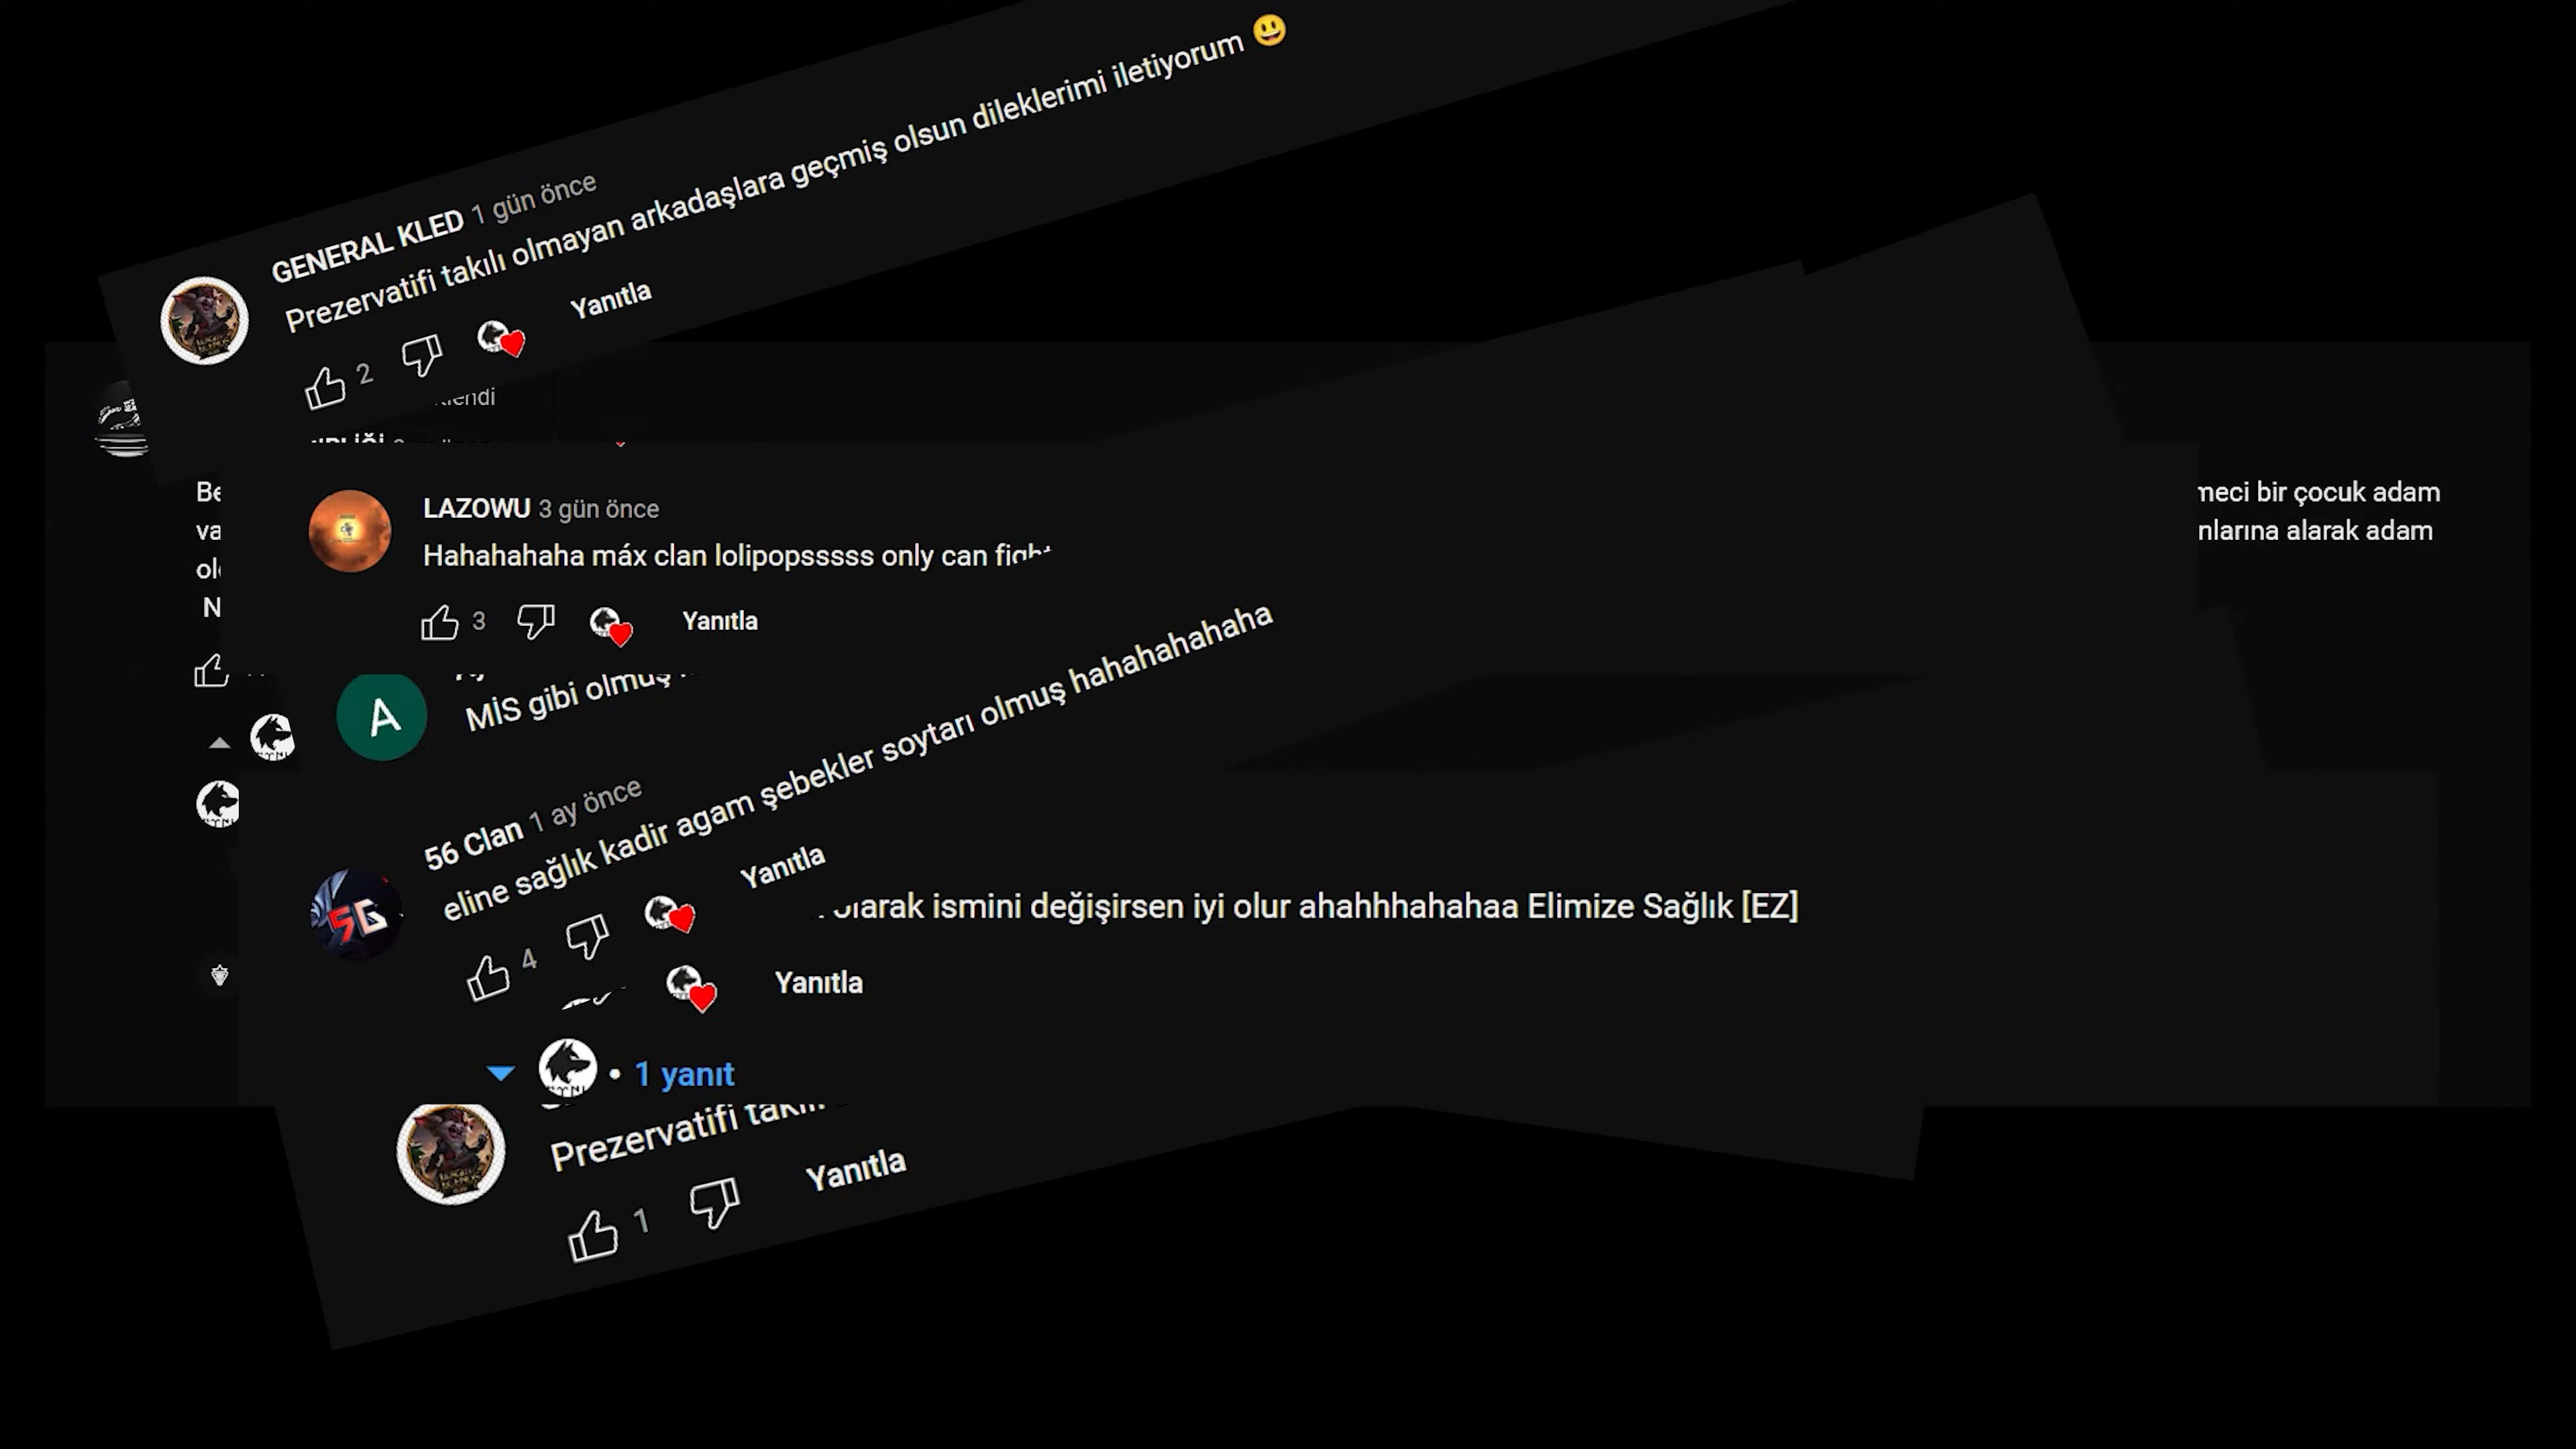 GENERAL KLED 1 gün önce
Prezervatifi takılı olmayan arkadaşlara geçmiş olsun dileklerimi iletiyorum 😃
2 Yanıtla
meci bir çocuk adam
nlarına alarak adam
LAZOWU 3 gün önce
Hahahahaha máx clan lolipopsssss only can fight
3 Yanıtla
A
MİS gibi olmuş
56 Clan 1 ay önce
eline sağlık kadir agam şebekler soytarı olmuş hahahahahaha
4 Yanıtla
olarak ismini değişirsen iyi olur ahahhhahahaa Elimize Sağlık [EZ]
Yanıtla
• 1 yanıt
Prezervatifi takılı
1 Yanıtla